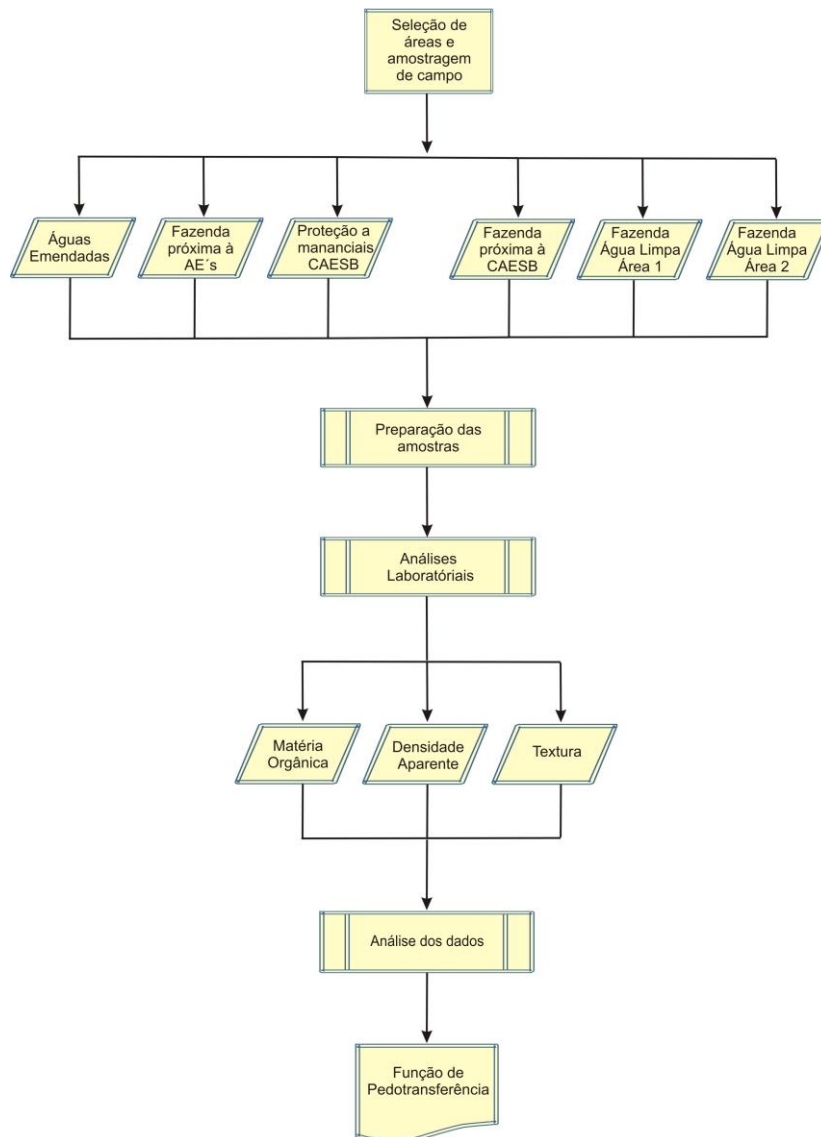 Seleção de
áreas e
amostragem
de campo
Águas
Emendadas
Fazenda
próxima à
AE´s
Proteção a
mananciais
CAESB
Fazenda
próxima à
CAESB
Fazenda
Água Limpa
Área 1
Fazenda
Água Limpa
Área 2
Preparação das
amostras
Análises
Laboratóriais
Matéria
Orgânica
Densidade
Aparente
Textura
Análise dos dados
Função de
Pedotransferência